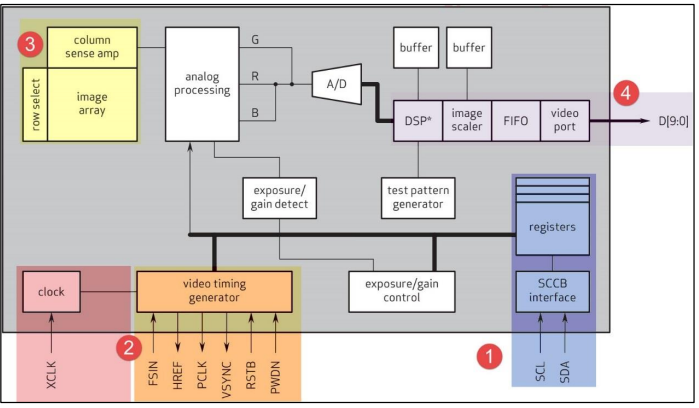 3
column
sense amp
row select
image
array
analog
processing
G
R
B
A/D
buffer
buffer
DSP*
image
scaler
FIFO
video
port
4
D[9:0]
exposure/
gain detect
test pattern
generator
registers
clock
video timing
generator
exposure/gain
control
SCCB
interface
2
1
XCLK
FSIN
HREF
PCLK
VSYNC
RSTB
PWDN
SCL
SDA